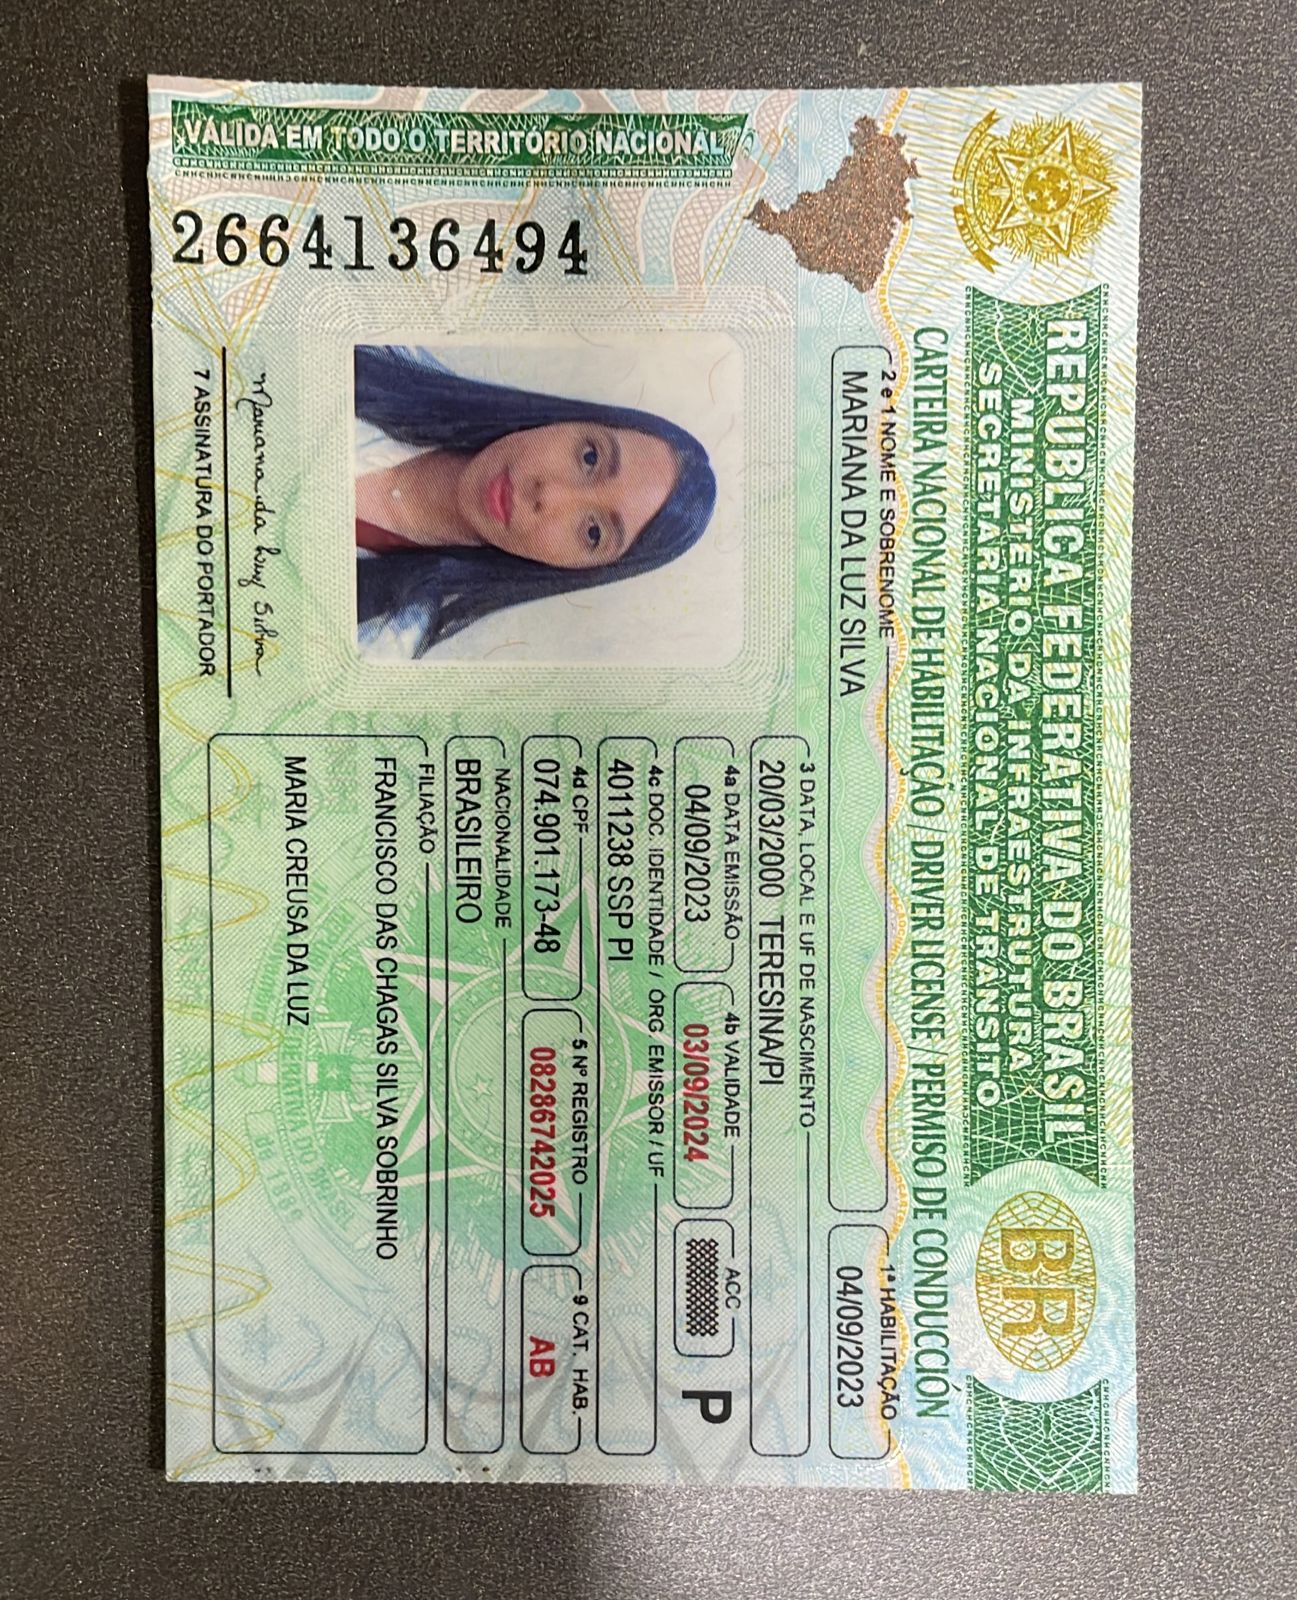 REPÚBLICA FEDERATIVA DO BRASIL
MINISTÉRIO DA INFRAESTRUTURA
SECRETARIA NACIONAL DE TRÂNSITO
BR
CARTEIRA NACIONAL DE HABILITAÇÃO / DRIVER LICENSE / PERMISO DE CONDUCCIÓN
2 e 1 NOME E SOBRENOME
1ª HABILITAÇÃO
MARIANA DA LUZ SILVA
04/09/2023
3 DATA, LOCAL E UF DE NASCIMENTO
20/03/2000 TERESINA/PI
4a DATA EMISSÃO
4b VALIDADE
ACC
04/09/2023
03/09/2024
P
4c DOC. IDENTIDADE / ÓRG. EMISSOR / UF
4011238 SSP PI
4d CPF
5 Nº REGISTRO
9 CAT. HAB.
074.901.173-48
08286742025
AB
NACIONALIDADE
BRASILEIRO
FILIAÇÃO
FRANCISCO DAS CHAGAS SILVA SOBRINHO
MARIA CREUSA DA LUZ
Mariana da Luz Silva
7 ASSINATURA DO PORTADOR
VÁLIDA EM TODO O TERRITÓRIO NACIONAL
2664136494